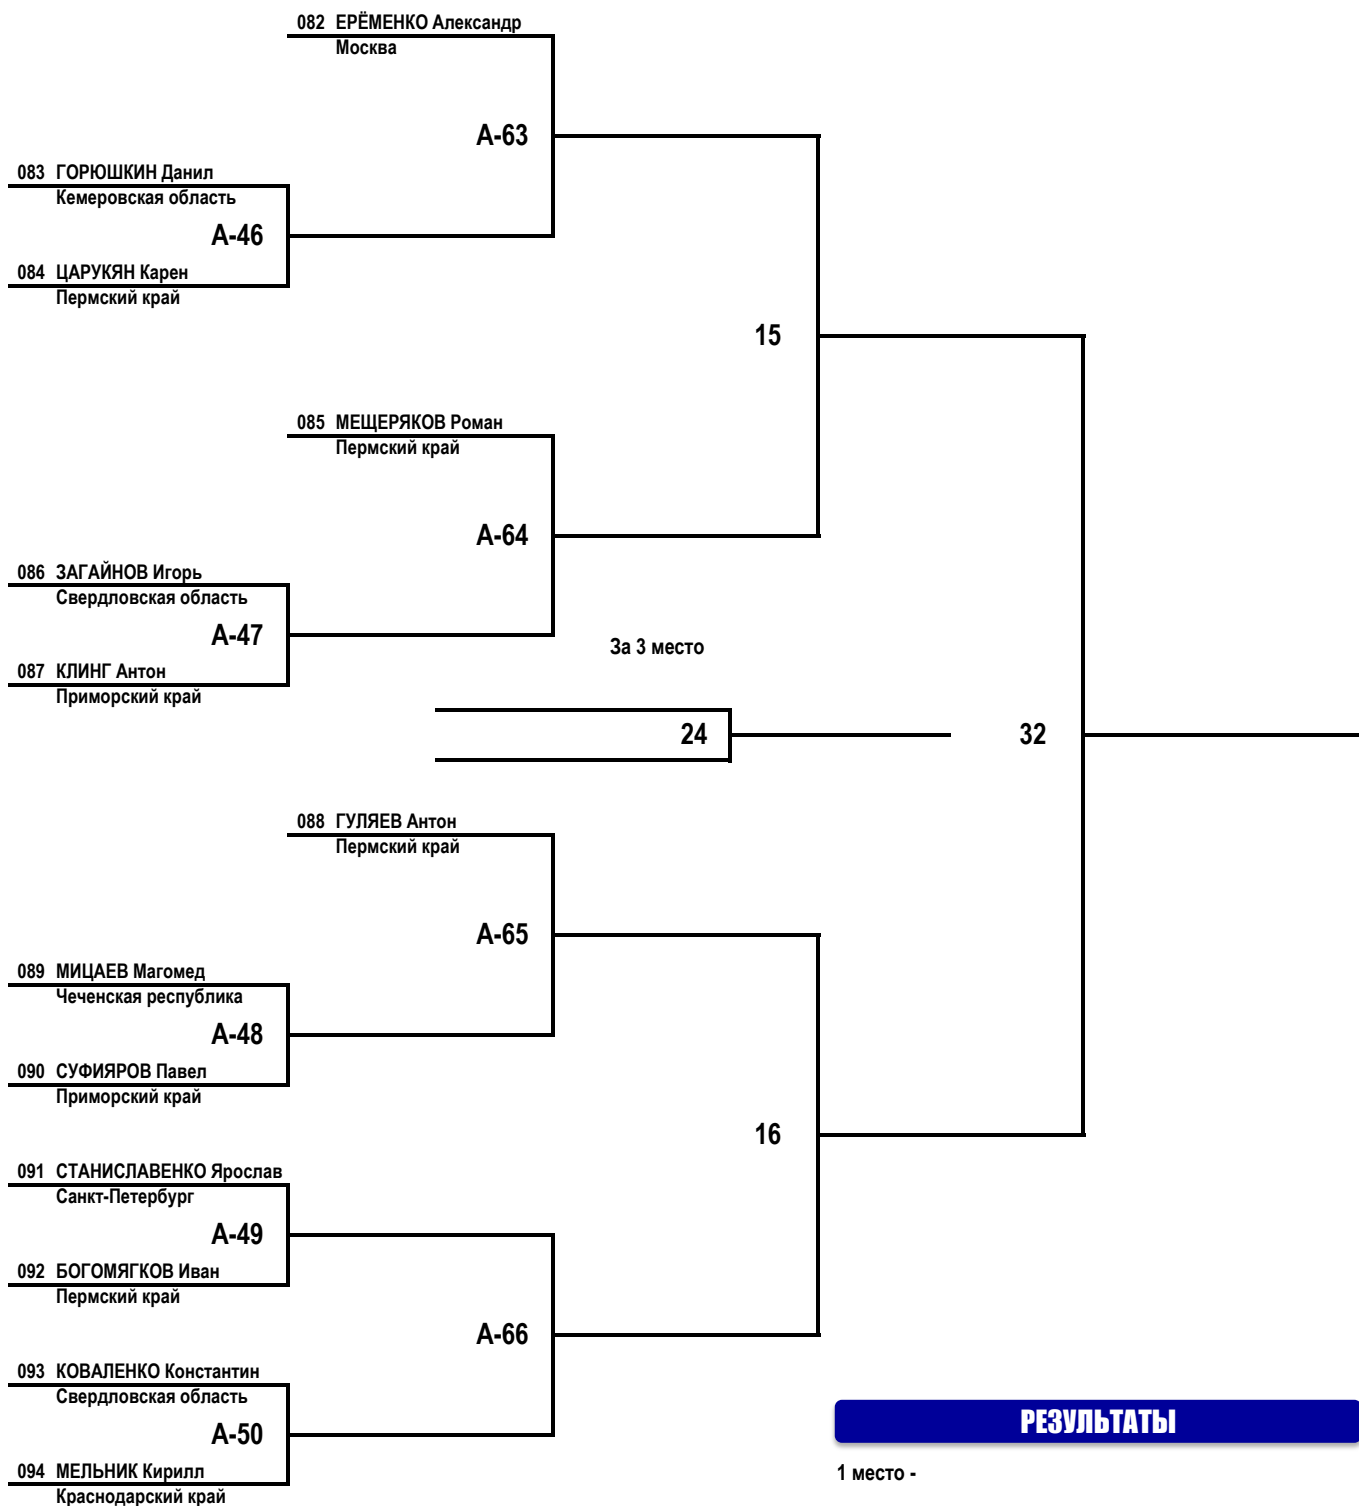 082 ЕРЁМЕНКО Александр
Москва
А-63
083 ГОРЮШКИН Данил
Кемеровская область
А-46
084 ЦАРУКЯН Карен
Пермский край
15
085 МЕЩЕРЯКОВ Роман
Пермский край
А-64
086 ЗАГАЙНОВ Игорь
Свердловская область
А-47
За 3 место
087 КЛИНГ Антон
Приморский край
24
32
088 ГУЛЯЕВ Антон
Пермский край
А-65
089 МИЦАЕВ Магомед
Чеченская республика
А-48
090 СУФИЯРОВ Павел
Приморский край
16
091 СТАНИСЛАВЕНКО Ярослав
Санкт-Петербург
А-49
092 БОГОМЯГКОВ Иван
Пермский край
А-66
093 КОВАЛЕНКО Константин
Свердловская область
А-50
РЕЗУЛЬТАТЫ
094 МЕЛЬНИК Кирилл
Краснодарский край
1 место -